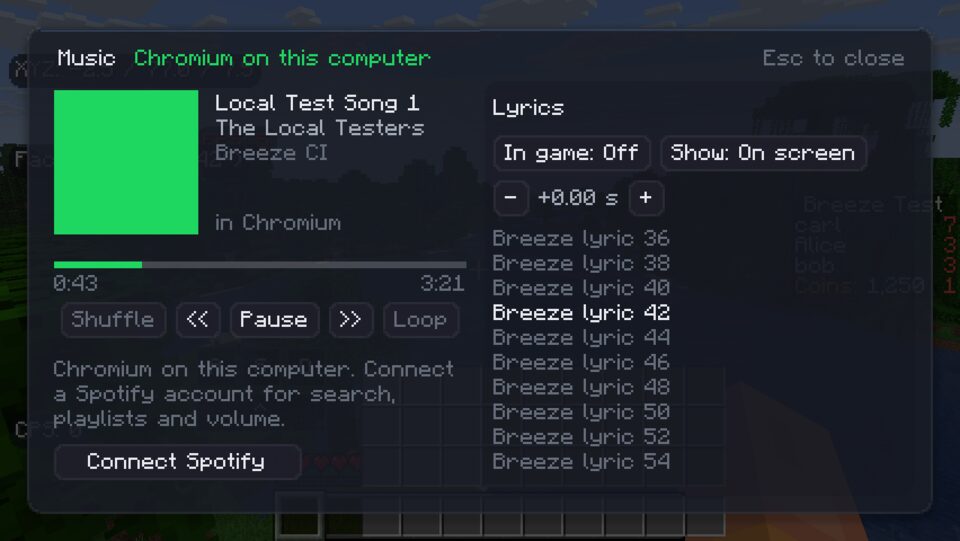 Music Chromium on this computer
Esc to close
Local Test Song 1
The Local Testers
Breeze CI
in Chromium
0:43
3:21
Shuffle << Pause >> Loop
Chromium on this computer. Connect
a Spotify account for search,
playlists and volume.
Connect Spotify
Lyrics
In game: Off
Show: On screen
- +0.00 s +
Breeze lyric 36
Breeze lyric 38
Breeze lyric 40
Breeze lyric 42
Breeze lyric 44
Breeze lyric 46
Breeze lyric 48
Breeze lyric 50
Breeze lyric 52
Breeze lyric 54
Breeze Test
carl 7
Alice 3
bob 3
Coins: 1,250 1